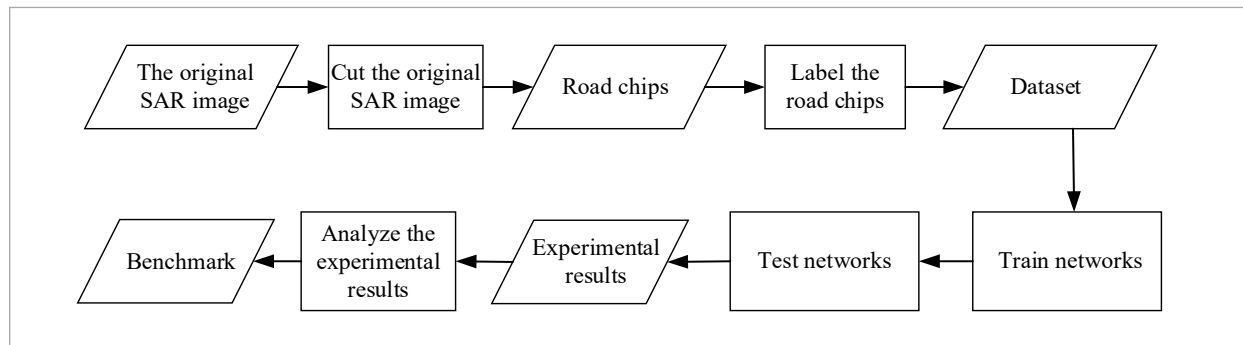 The original
SAR image
Cut the original
SAR image
Road chips
Label the
road chips
Dataset
Train networks
Test networks
Experimental
results
Analyze the
experimental
results
Benchmark